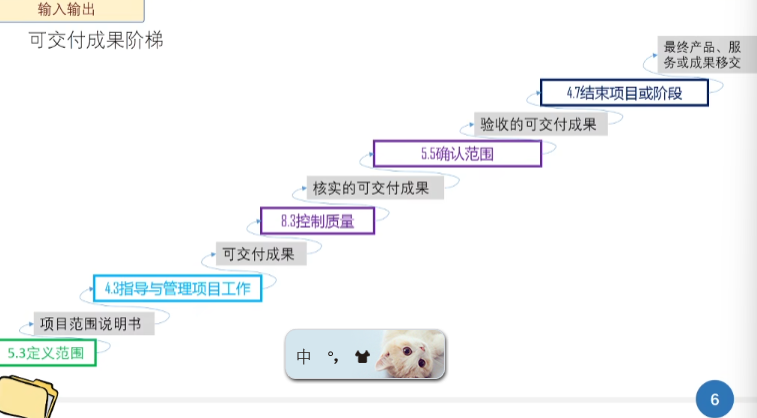 输入输出
可交付成果阶梯
最终产品、服
务或成果移交
4.7结束项目或阶段
验收的可交付成果
5.5确认范围
核实的可交付成果
8.3控制质量
可交付成果
4.3指导与管理项目工作
项目范围说明书
5.3定义范围
中 °,
6